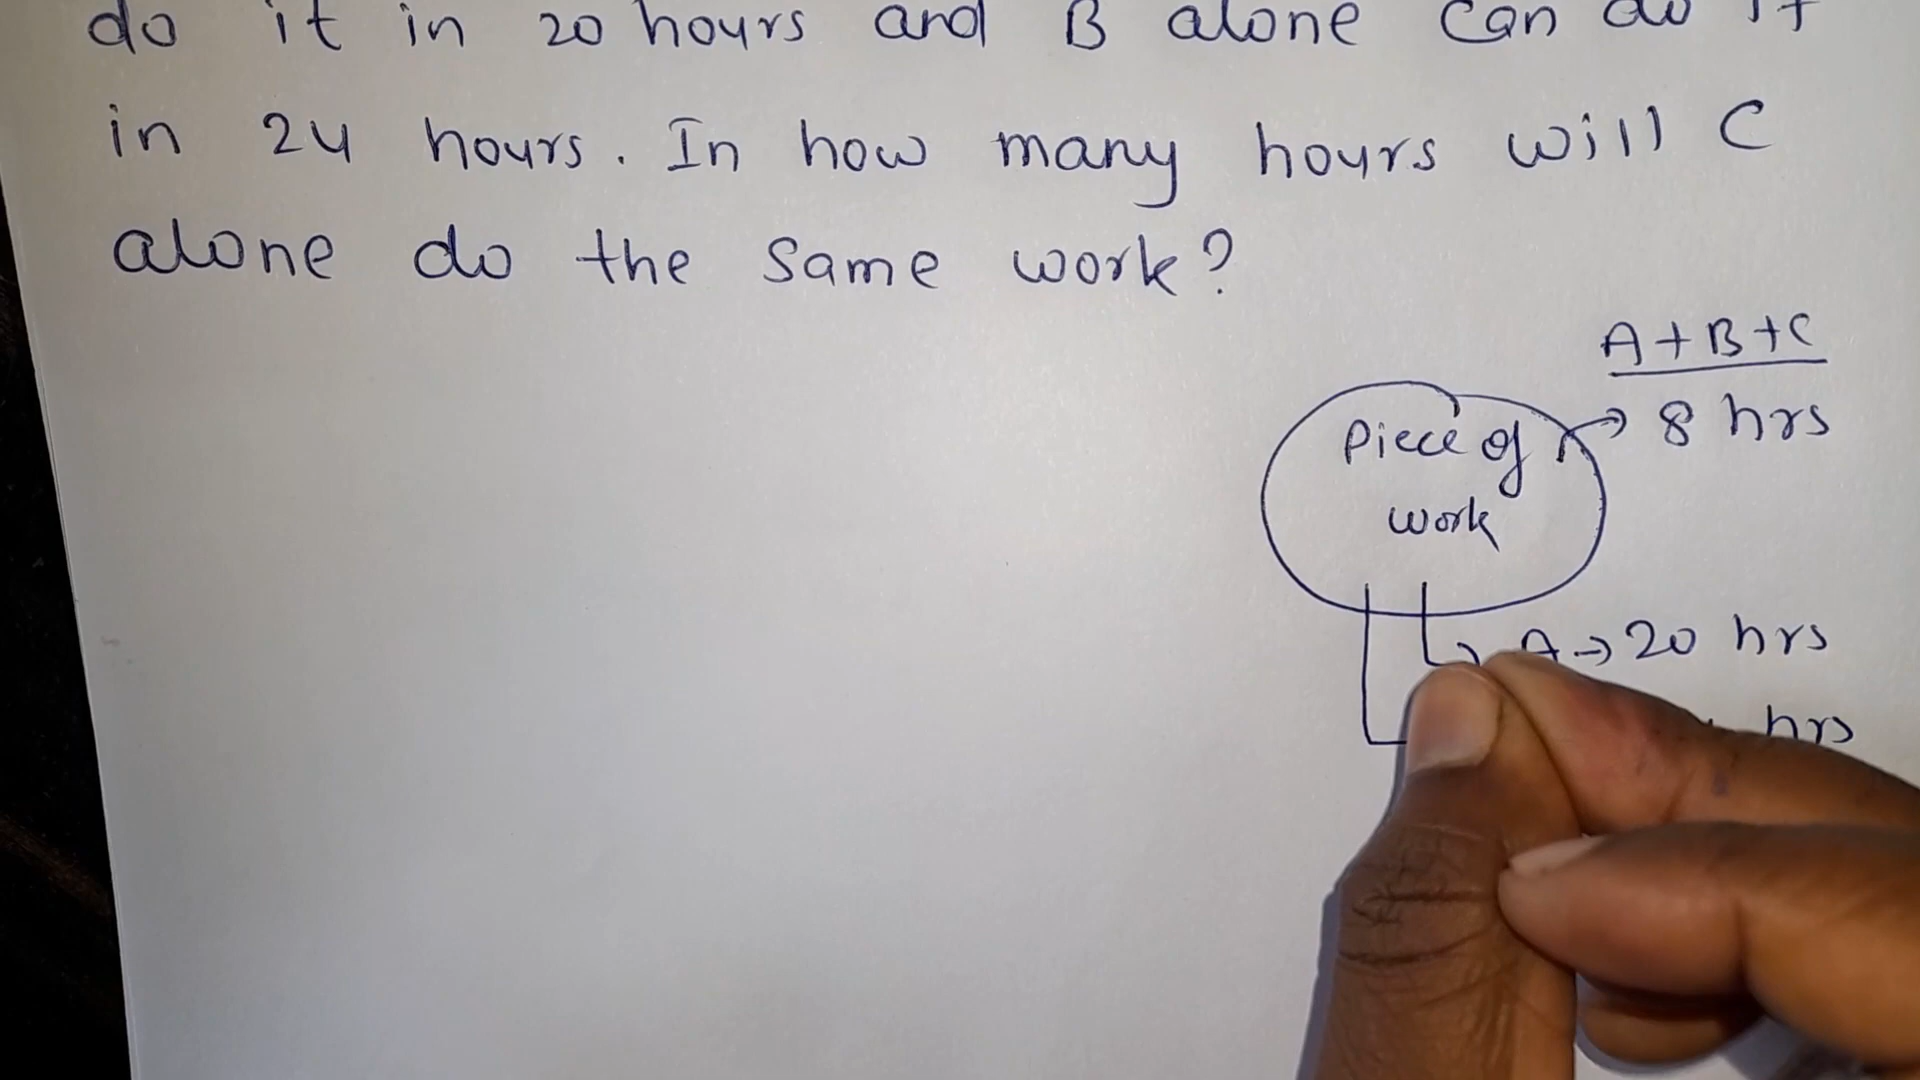 do it in 20 hours and B alone can do it
in 24 hours. In how many hours will C
alone do the same work?
A+B+C
8 hrs
Piece of
work
A → 20 hrs
hrs